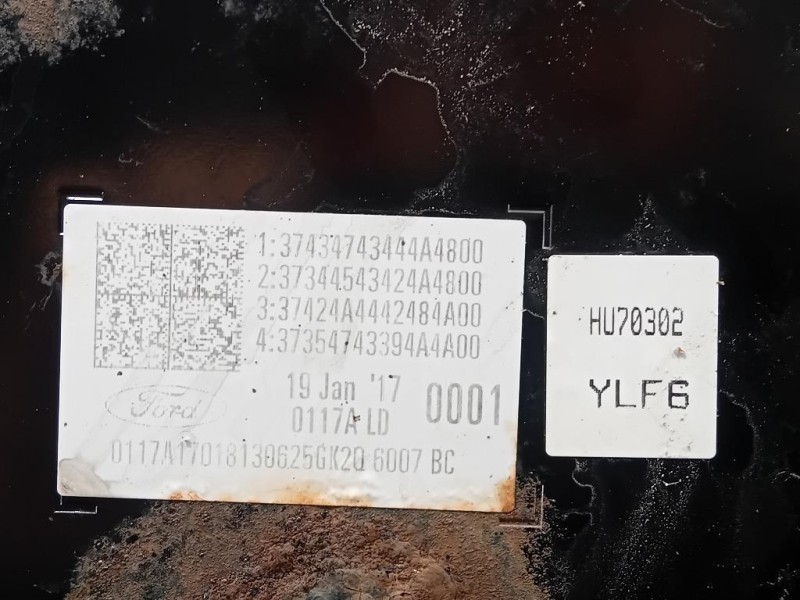 1:37434743444A4800
2:37344543424A4800
3:37424A4442484A00
4:37354743394A4A00
Ford
19 Jan '17
0001
0117A LD
0117A17018130625GK2Q 6007 BC
HU70302
YLF6